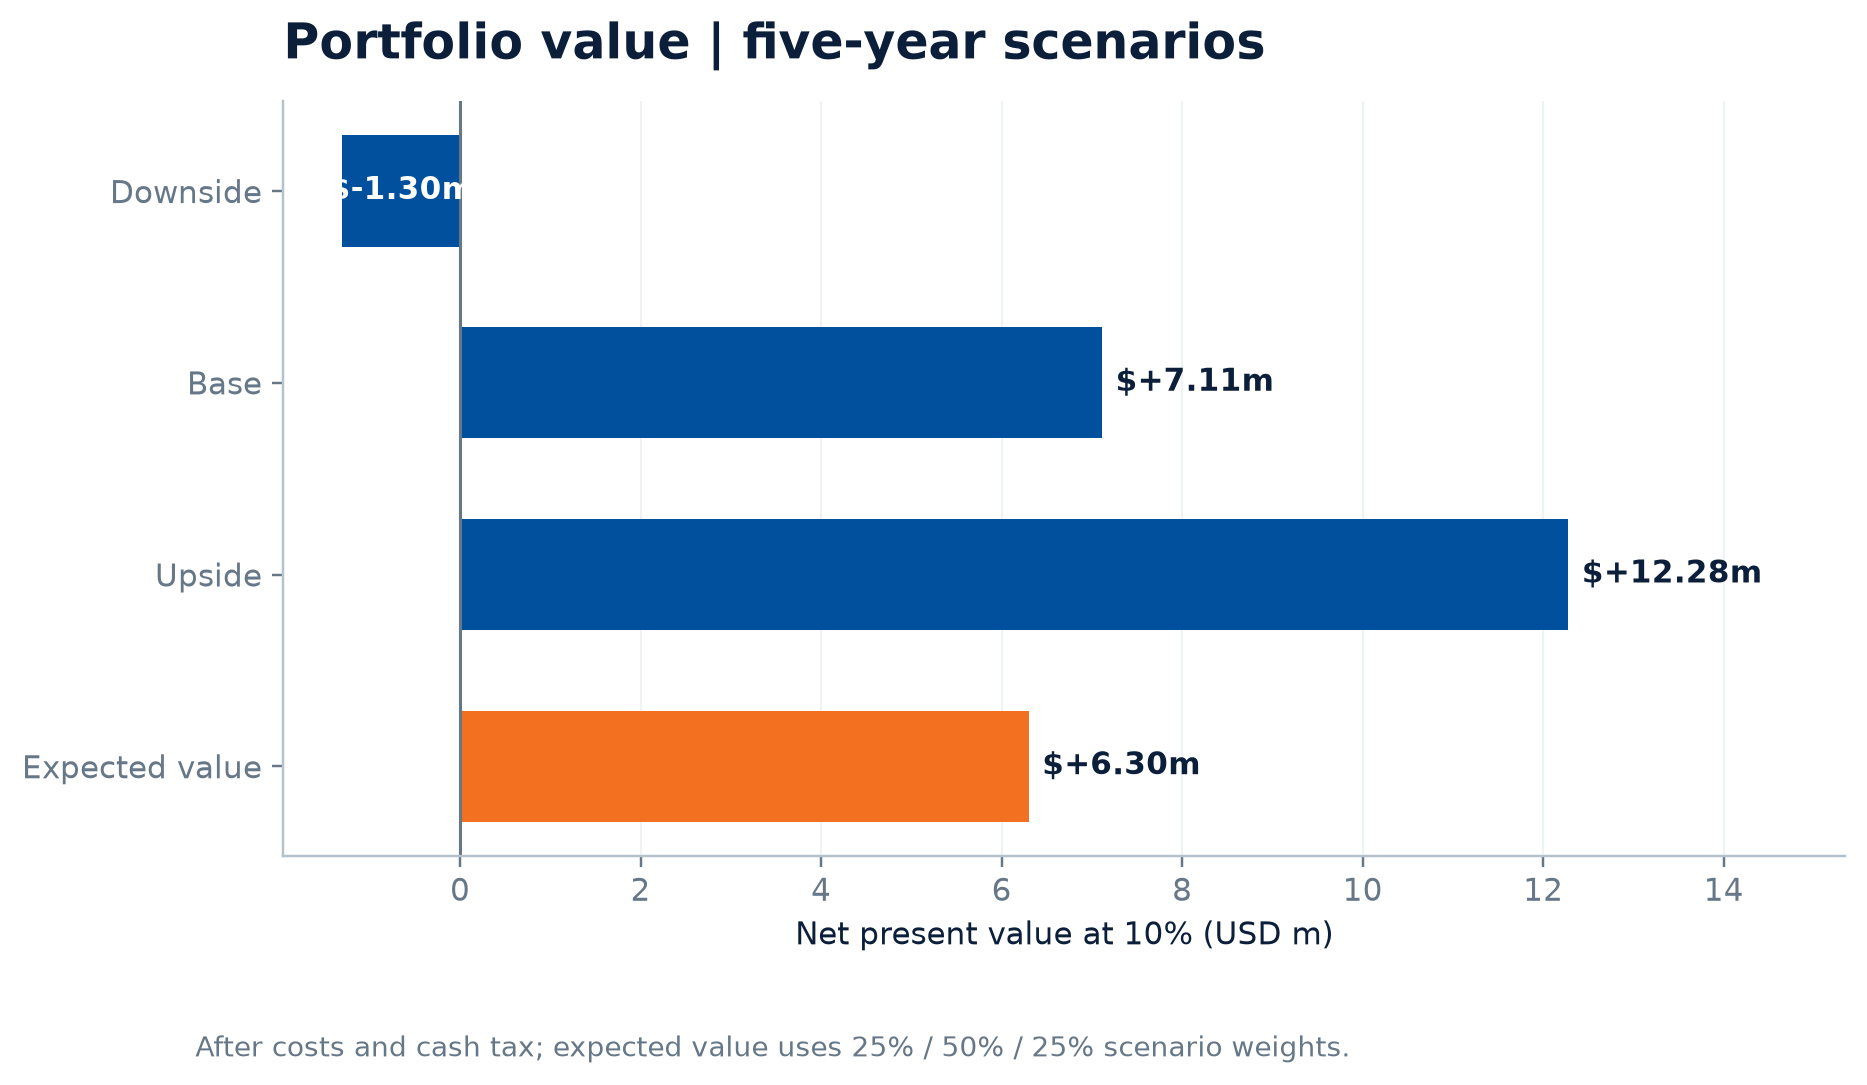 Portfolio value | five-year scenarios
Downside
$-1.30m
Base
$+7.11m
Upside
$+12.28m
Expected value
$+6.30m
0 2 4 6 8 10 12 14
Net present value at 10% (USD m)
After costs and cash tax; expected value uses 25% / 50% / 25% scenario weights.